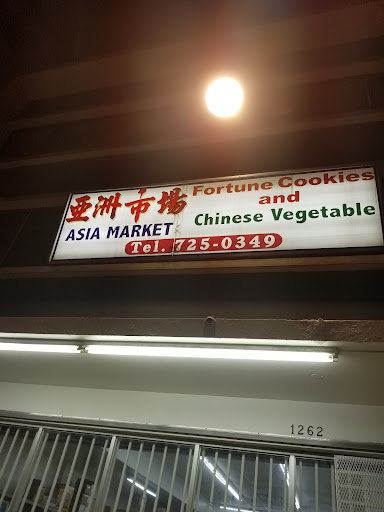 亞洲市場
ASIA MARKET
Fortune Cookies
and
Chinese Vegetable
Tel. 725-0349
1262